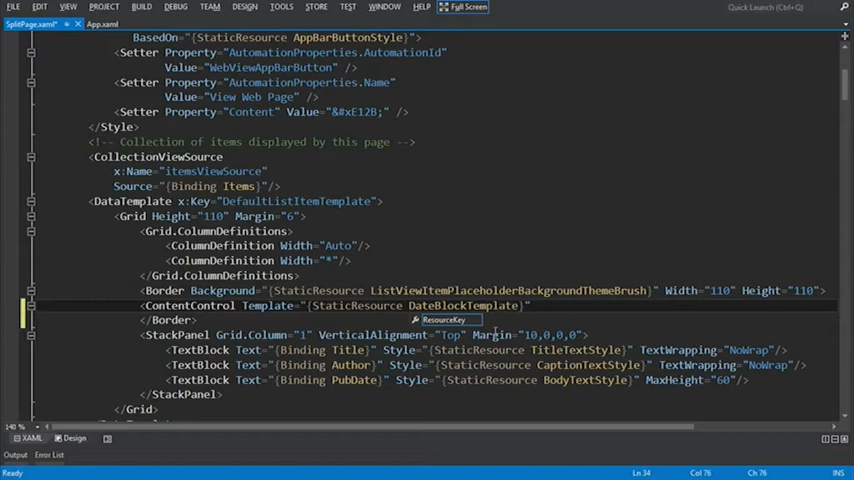 FILE EDIT VIEW PROJECT BUILD DEBUG TEAM DESIGN TOOLS STORE TEST WINDOW HELP Full Screen Quick Launch (Ctrl+Q)
SplitPage.xaml* App.xaml
BasedOn="{StaticResource AppBarButtonStyle}">
<Setter Property="AutomationProperties.AutomationId"
Value="WebViewAppBarButton" />
<Setter Property="AutomationProperties.Name"
Value="View Web Page" />
<Setter Property="Content" Value="&#xE12B;" />
</Style>
<!-- Collection of items displayed by this page -->
<CollectionViewSource
x:Name="itemsViewSource"
Source="{Binding Items}"/>
<DataTemplate x:Key="DefaultListItemTemplate">
<Grid Height="110" Margin="6">
<Grid.ColumnDefinitions>
<ColumnDefinition Width="Auto"/>
<ColumnDefinition Width="*"/>
</Grid.ColumnDefinitions>
<Border Background="{StaticResource ListViewItemPlaceholderBackgroundThemeBrush}" Width="110" Height="110">
<ContentControl Template="{StaticResource DateBlockTemplate}"
</Border> ResourceKey
<StackPanel Grid.Column="1" VerticalAlignment="Top" Margin="10,0,0,0">
<TextBlock Text="{Binding Title}" Style="{StaticResource TitleTextStyle}" TextWrapping="NoWrap"/>
<TextBlock Text="{Binding Author}" Style="{StaticResource CaptionTextStyle}" TextWrapping="NoWrap"/>
<TextBlock Text="{Binding PubDate}" Style="{StaticResource BodyTextStyle}" MaxHeight="60"/>
</StackPanel>
</Grid>
140 %
XAML Design
Output Error List
Ready Ln 34 Col 76 Ch 76 INS